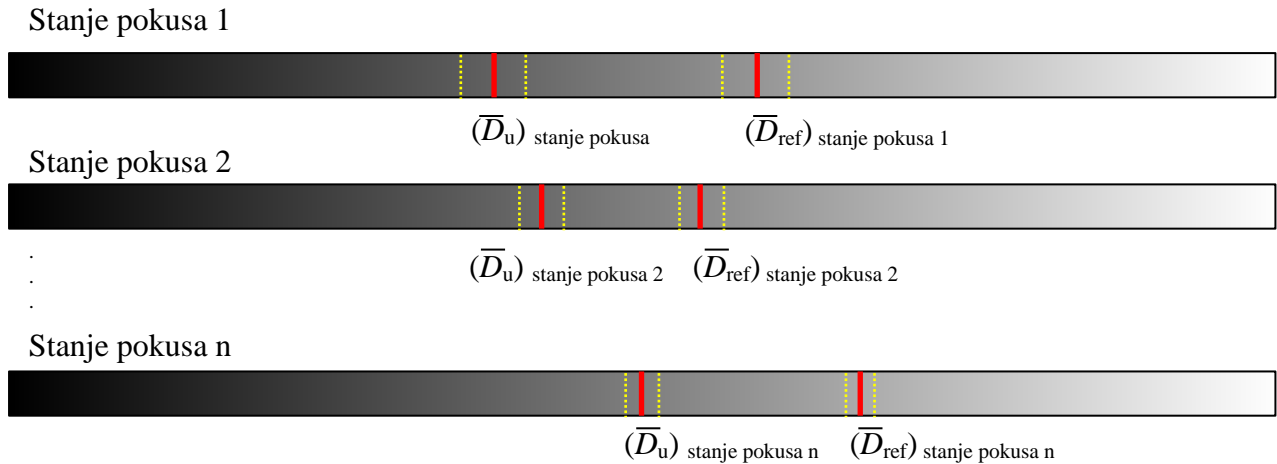 Stanje pokusa 1
(D̅u) stanje pokusa (D̅ref) stanje pokusa 1
Stanje pokusa 2
(D̅u) stanje pokusa 2 (D̅ref) stanje pokusa 2
.
.
.
Stanje pokusa n
(D̅u) stanje pokusa n (D̅ref) stanje pokusa n